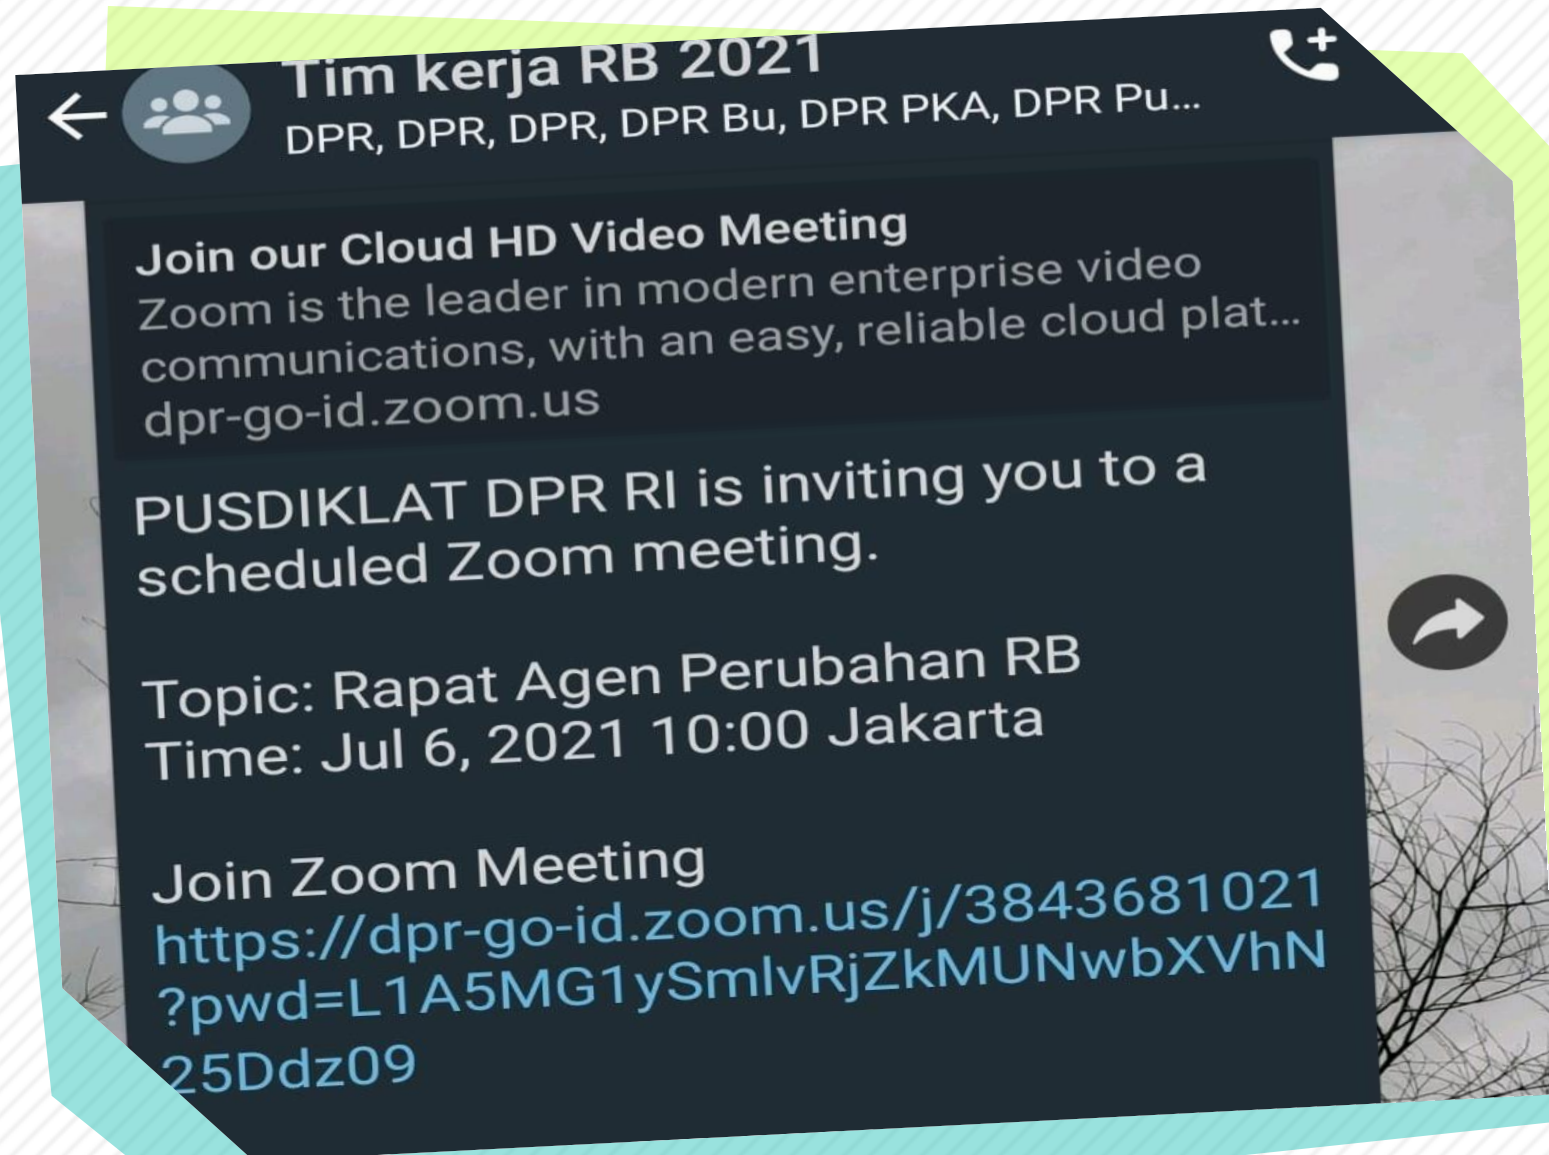 Tim kerja RB 2021
DPR, DPR, DPR, DPR Bu, DPR PKA, DPR Pu...
Join our Cloud HD Video Meeting
Zoom is the leader in modern enterprise video
communications, with an easy, reliable cloud plat...
dpr-go-id.zoom.us
PUSDIKLAT DPR RI is inviting you to a
scheduled Zoom meeting.
Topic: Rapat Agen Perubahan RB
Time: Jul 6, 2021 10:00 Jakarta
Join Zoom Meeting
https://dpr-go-id.zoom.us/j/3843681021
?pwd=L1A5MG1ySmlvRjZkMUNwbXVhN
25Ddz09